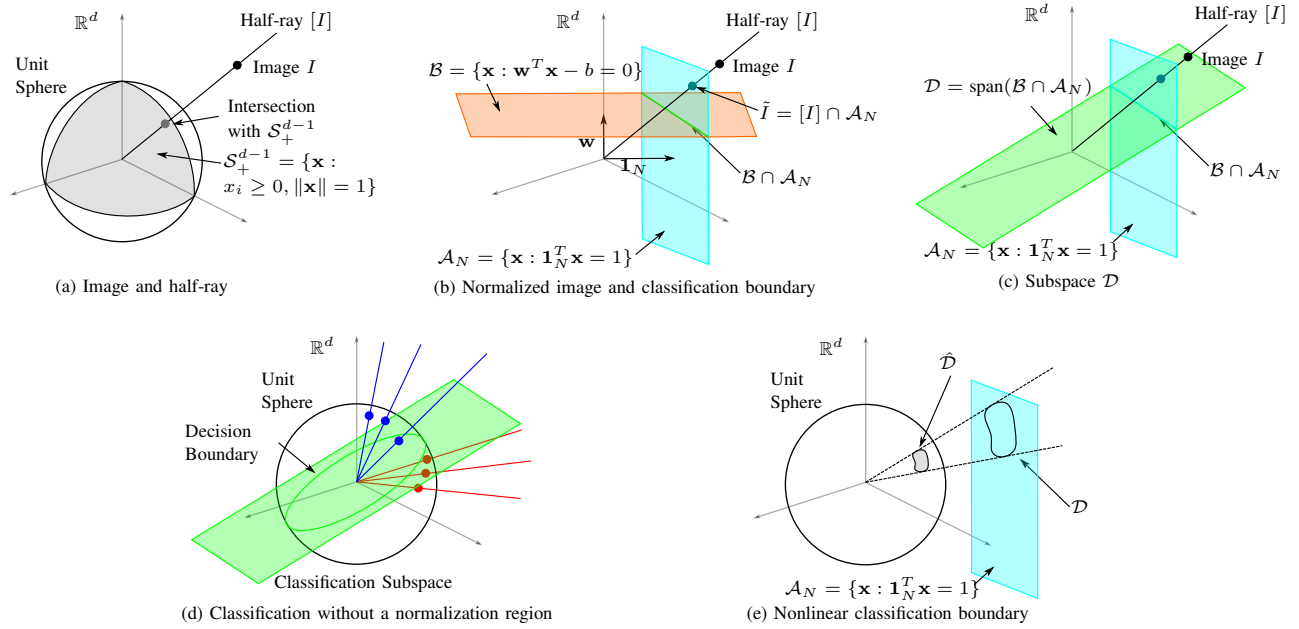 ℝ^d
Half-ray [I]
Unit
Sphere
Image I
Intersection
with 𝒮_+^{d−1}
𝒮_+^{d−1} = {𝐱 :
x_i ≥ 0, ‖𝐱‖ = 1}
(a) Image and half-ray
ℝ^d
Half-ray [I]
Image I
ℬ = {𝐱 : 𝐰^T 𝐱 − b = 0}
Ĩ = [I] ∩ 𝒜_N
𝐰
𝟏_N
ℬ ∩ 𝒜_N
𝒜_N = {𝐱 : 𝟏_N^T 𝐱 = 1}
(b) Normalized image and classification boundary
ℝ^d
Half-ray [I]
Image I
𝒟 = span(ℬ ∩ 𝒜_N)
ℬ ∩ 𝒜_N
𝒜_N = {𝐱 : 𝟏_N^T 𝐱 = 1}
(c) Subspace 𝒟
ℝ^d
Unit
Sphere
Decision
Boundary
Classification Subspace
(d) Classification without a normalization region
ℝ^d
𝒟̂
Unit
Sphere
𝒟
𝒜_N = {𝐱 : 𝟏_N^T 𝐱 = 1}
(e) Nonlinear classification boundary